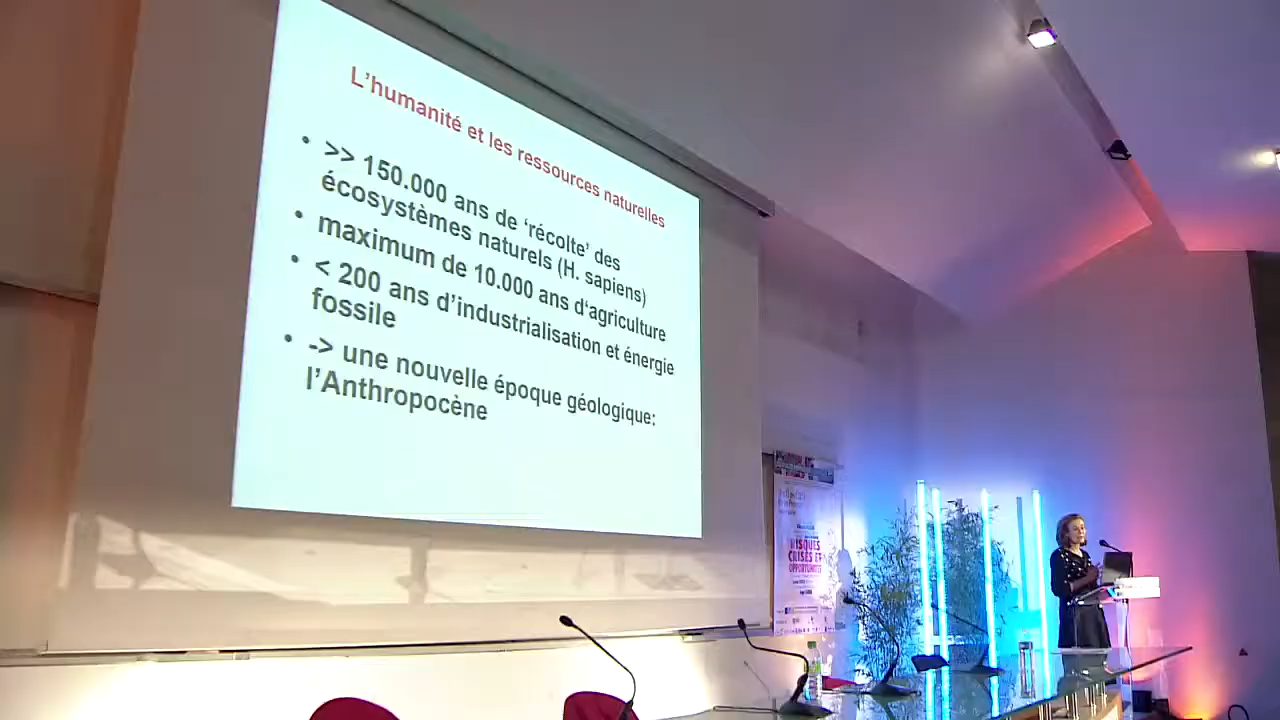 L'humanité et les ressources naturelles
• >> 150.000 ans de ‘récolte’ des
écosystèmes naturels (H. sapiens)
• maximum de 10.000 ans d‘agriculture
• < 200 ans d’industrialisation et énergie
fossile
• -> une nouvelle époque géologique:
l’Anthropocène
RISQUES
CRISES ET
OPPORTUNITÉS